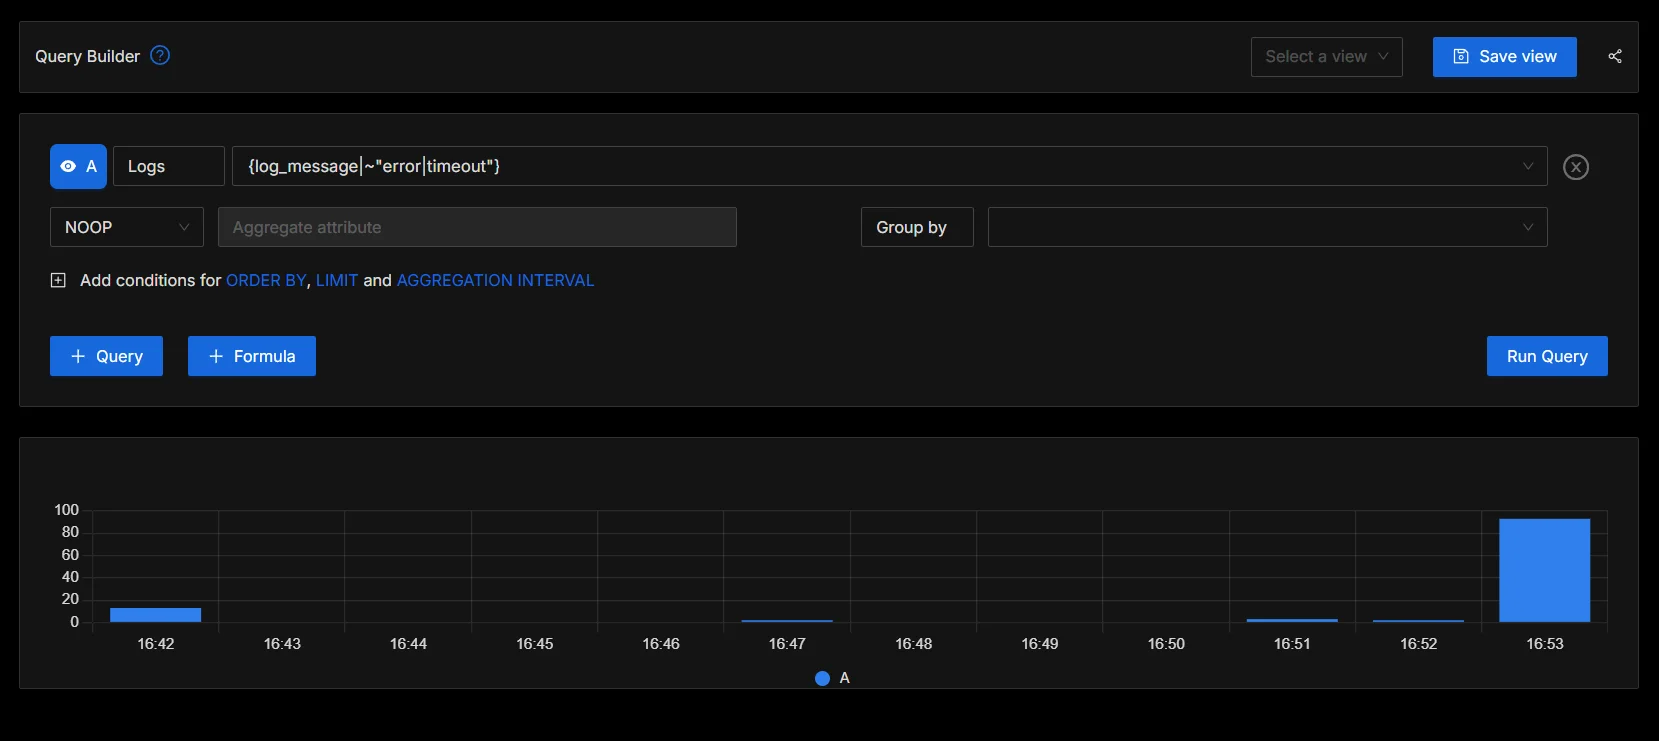 Query Builder ?
Select a view
Save view
A
Logs
{log_message|~"error|timeout"}
NOOP
Aggregate attribute
Group by
Add conditions for ORDER BY, LIMIT and AGGREGATION INTERVAL
+ Query
+ Formula
Run Query
100
80
60
40
20
0
16:42 16:43 16:44 16:45 16:46 16:47 16:48 16:49 16:50 16:51 16:52 16:53
A